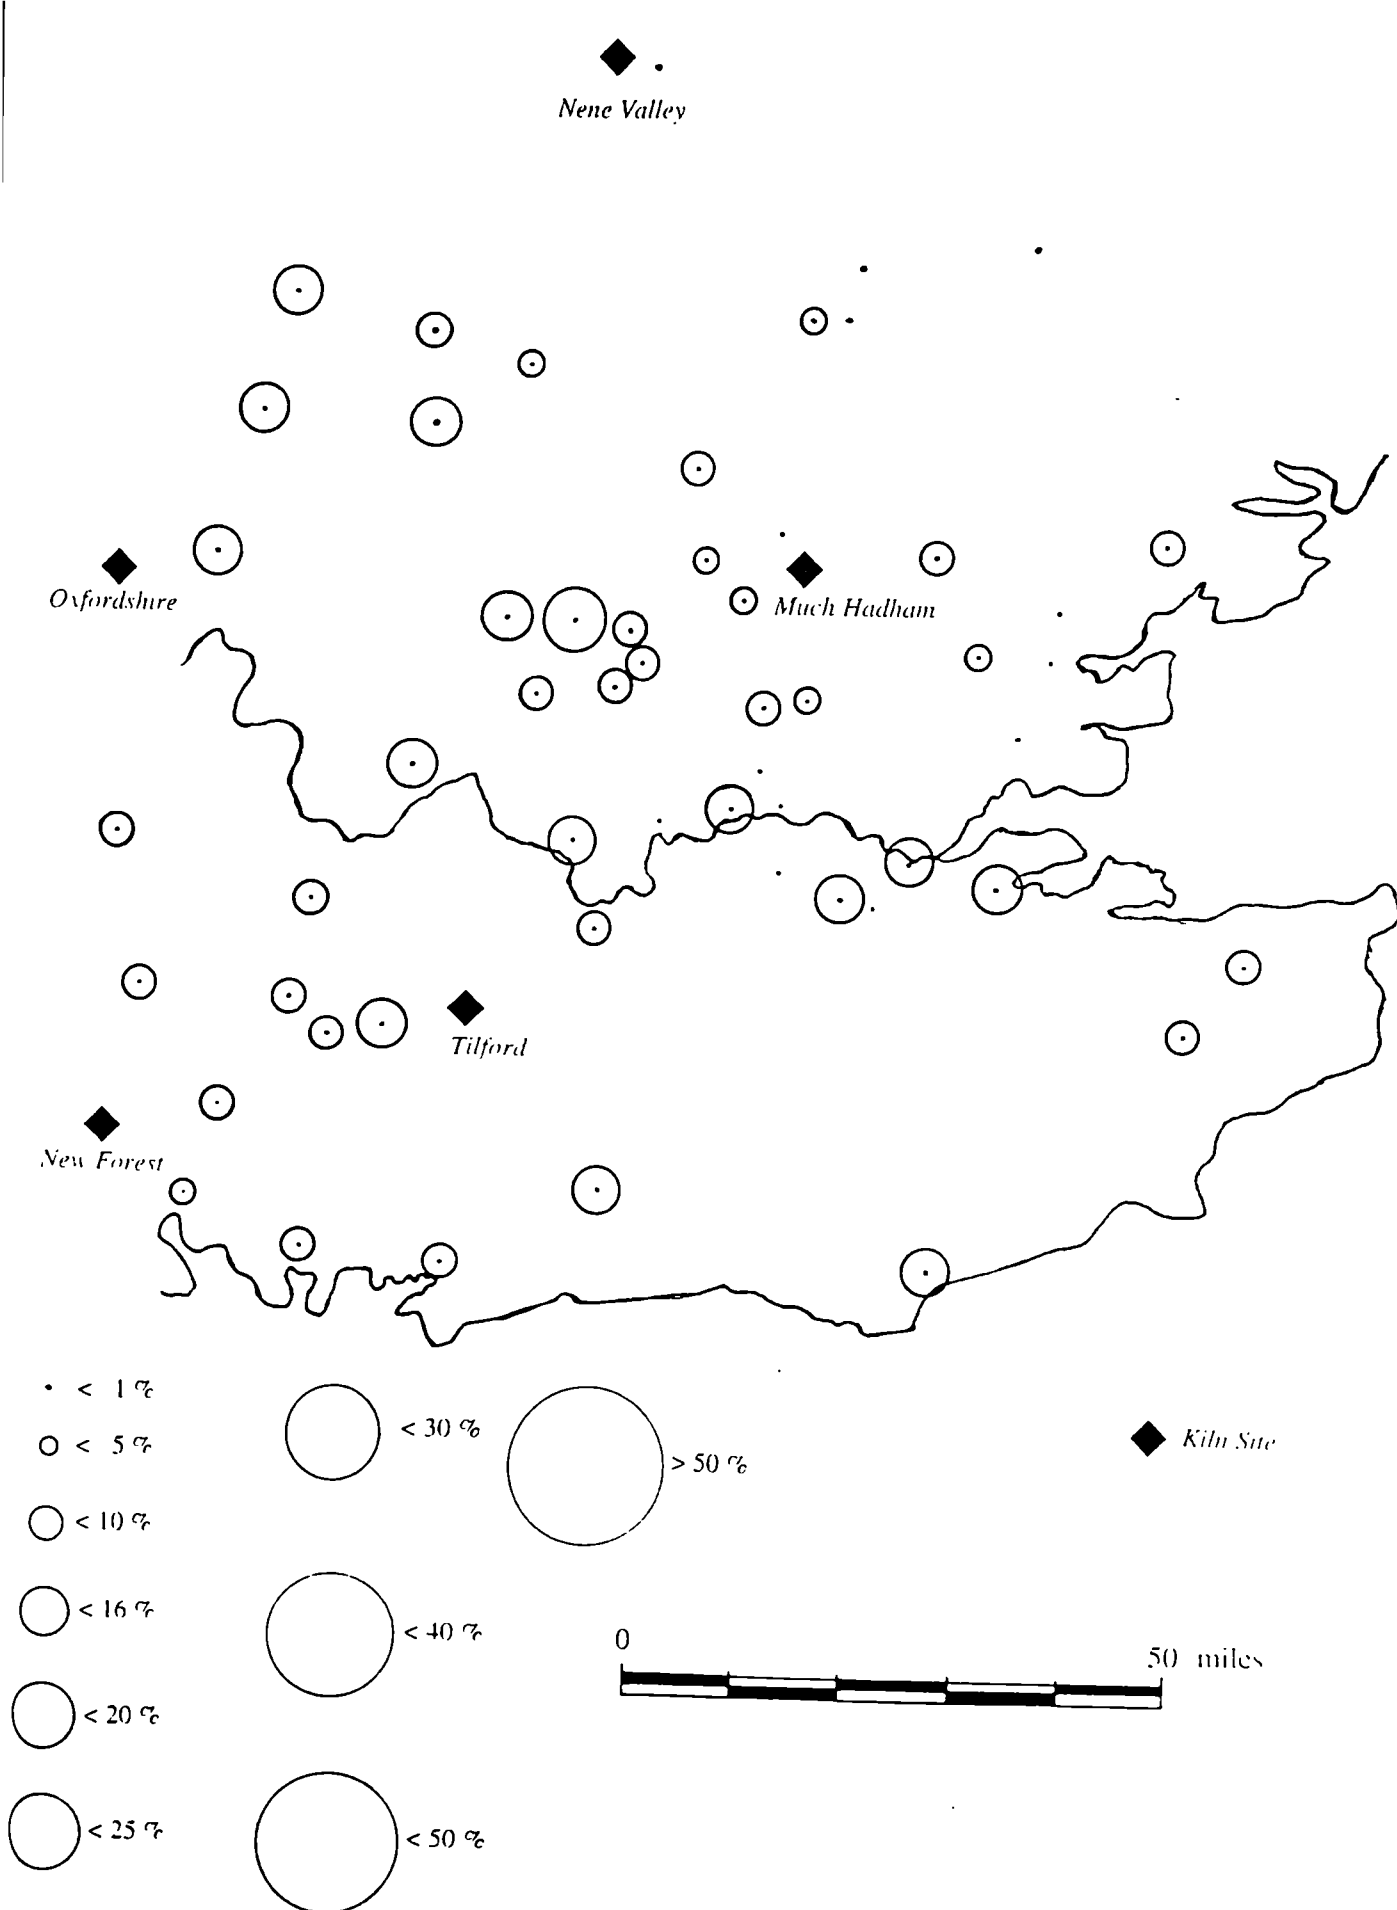 Nene Valley
Oxfordshire
Much Hadham
Tilford
New Forest
< 1 %
< 5 %
< 10 %
< 16 %
< 20 %
< 25 %
< 30 %
< 40 %
< 50 %
> 50 %
Kiln Site
0
50 miles